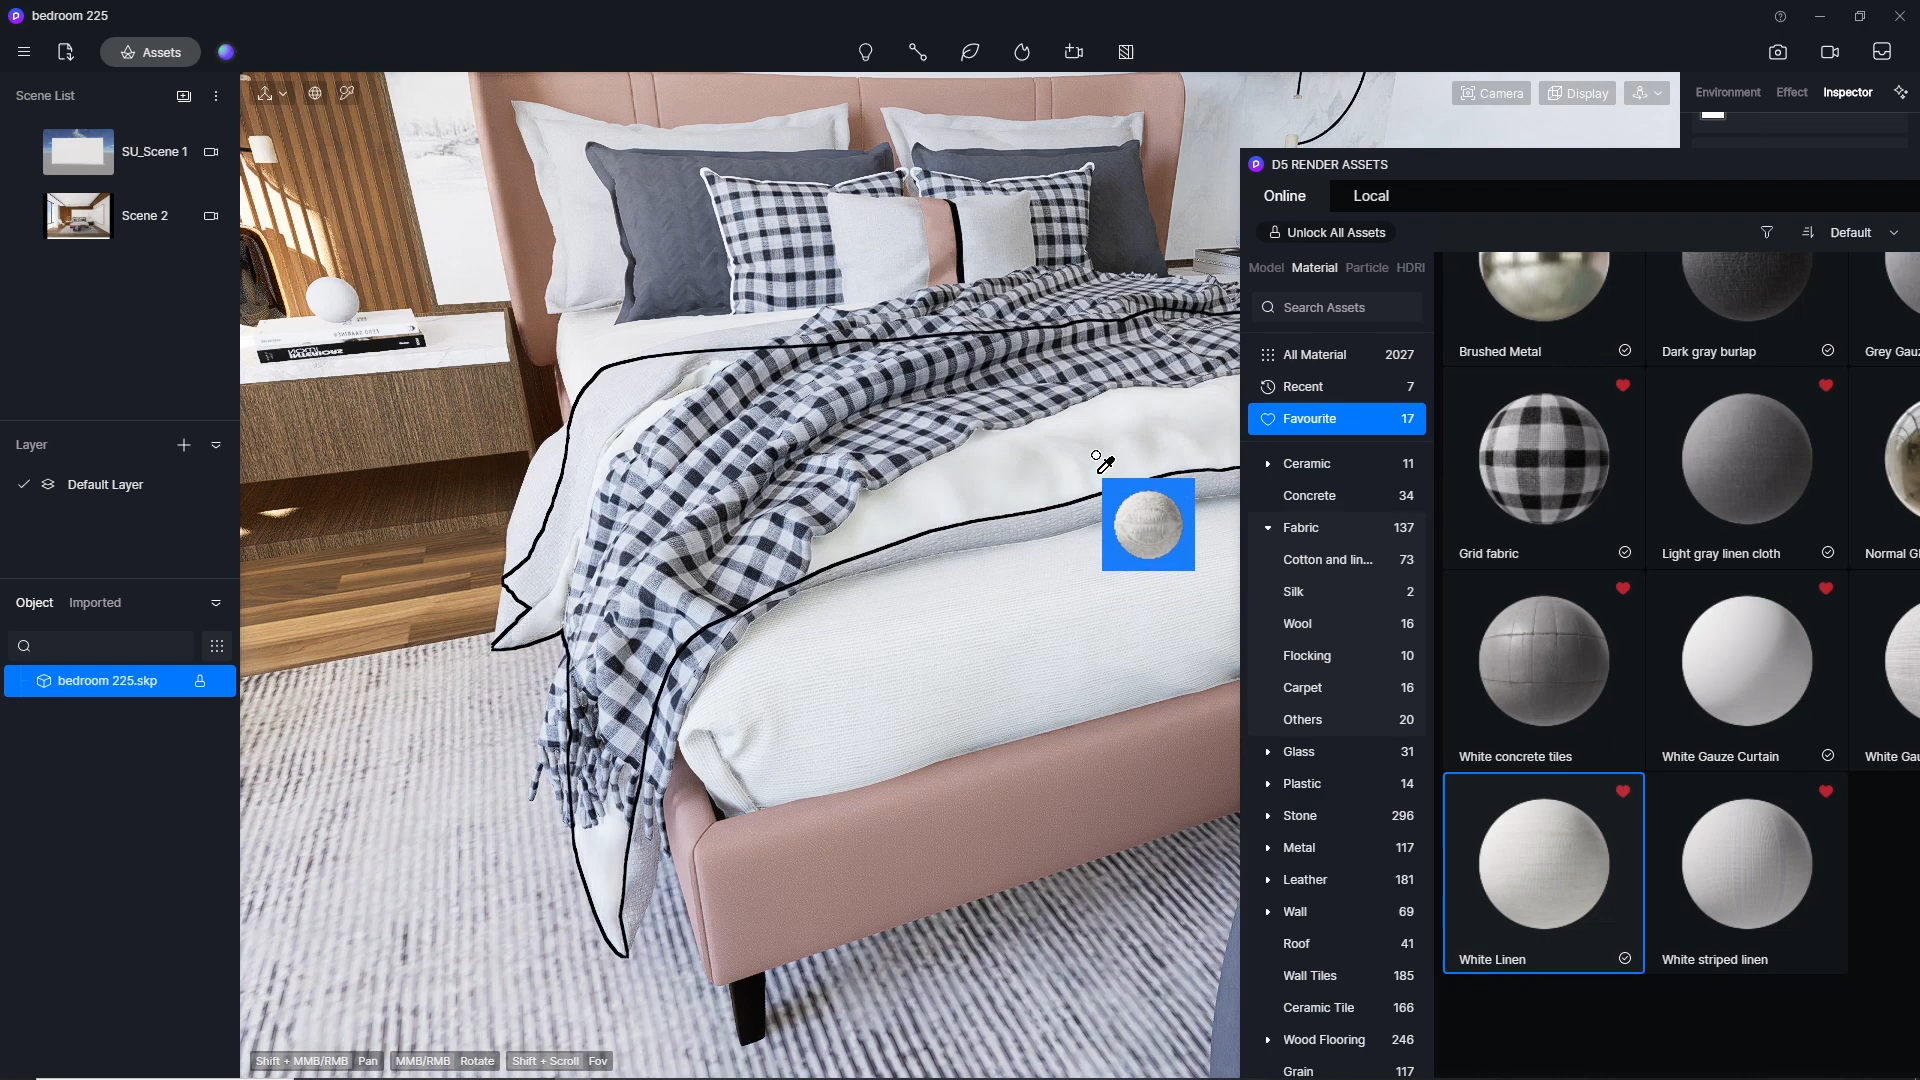 bedroom 225
Assets
Scene List
SU_Scene 1
Scene 2
Layer
Default Layer
Object
Imported
bedroom 225.skp
Camera
Display
Environment
Effect
Inspector
D5 RENDER ASSETS
Online
Local
Unlock All Assets
Default
Model
Material
Particle
HDRI
Search Assets
All Material 2027
Recent 7
Favourite 17
Ceramic 11
Concrete 34
Fabric 137
Cotton and lin... 73
Silk 2
Wool 16
Flocking 10
Carpet 16
Others 20
Glass 31
Plastic 14
Stone 296
Metal 117
Leather 181
Wall 69
Roof 41
Wall Tiles 185
Ceramic Tile 166
Wood Flooring 246
Grain 117
Brushed Metal
Dark gray burlap
Grey Gauz
Grid fabric
Light gray linen cloth
Normal Gl
White concrete tiles
White Gauze Curtain
White Gau
White Linen
White striped linen
Shift + MMB/RMB Pan
MMB/RMB Rotate
Shift + Scroll Fov